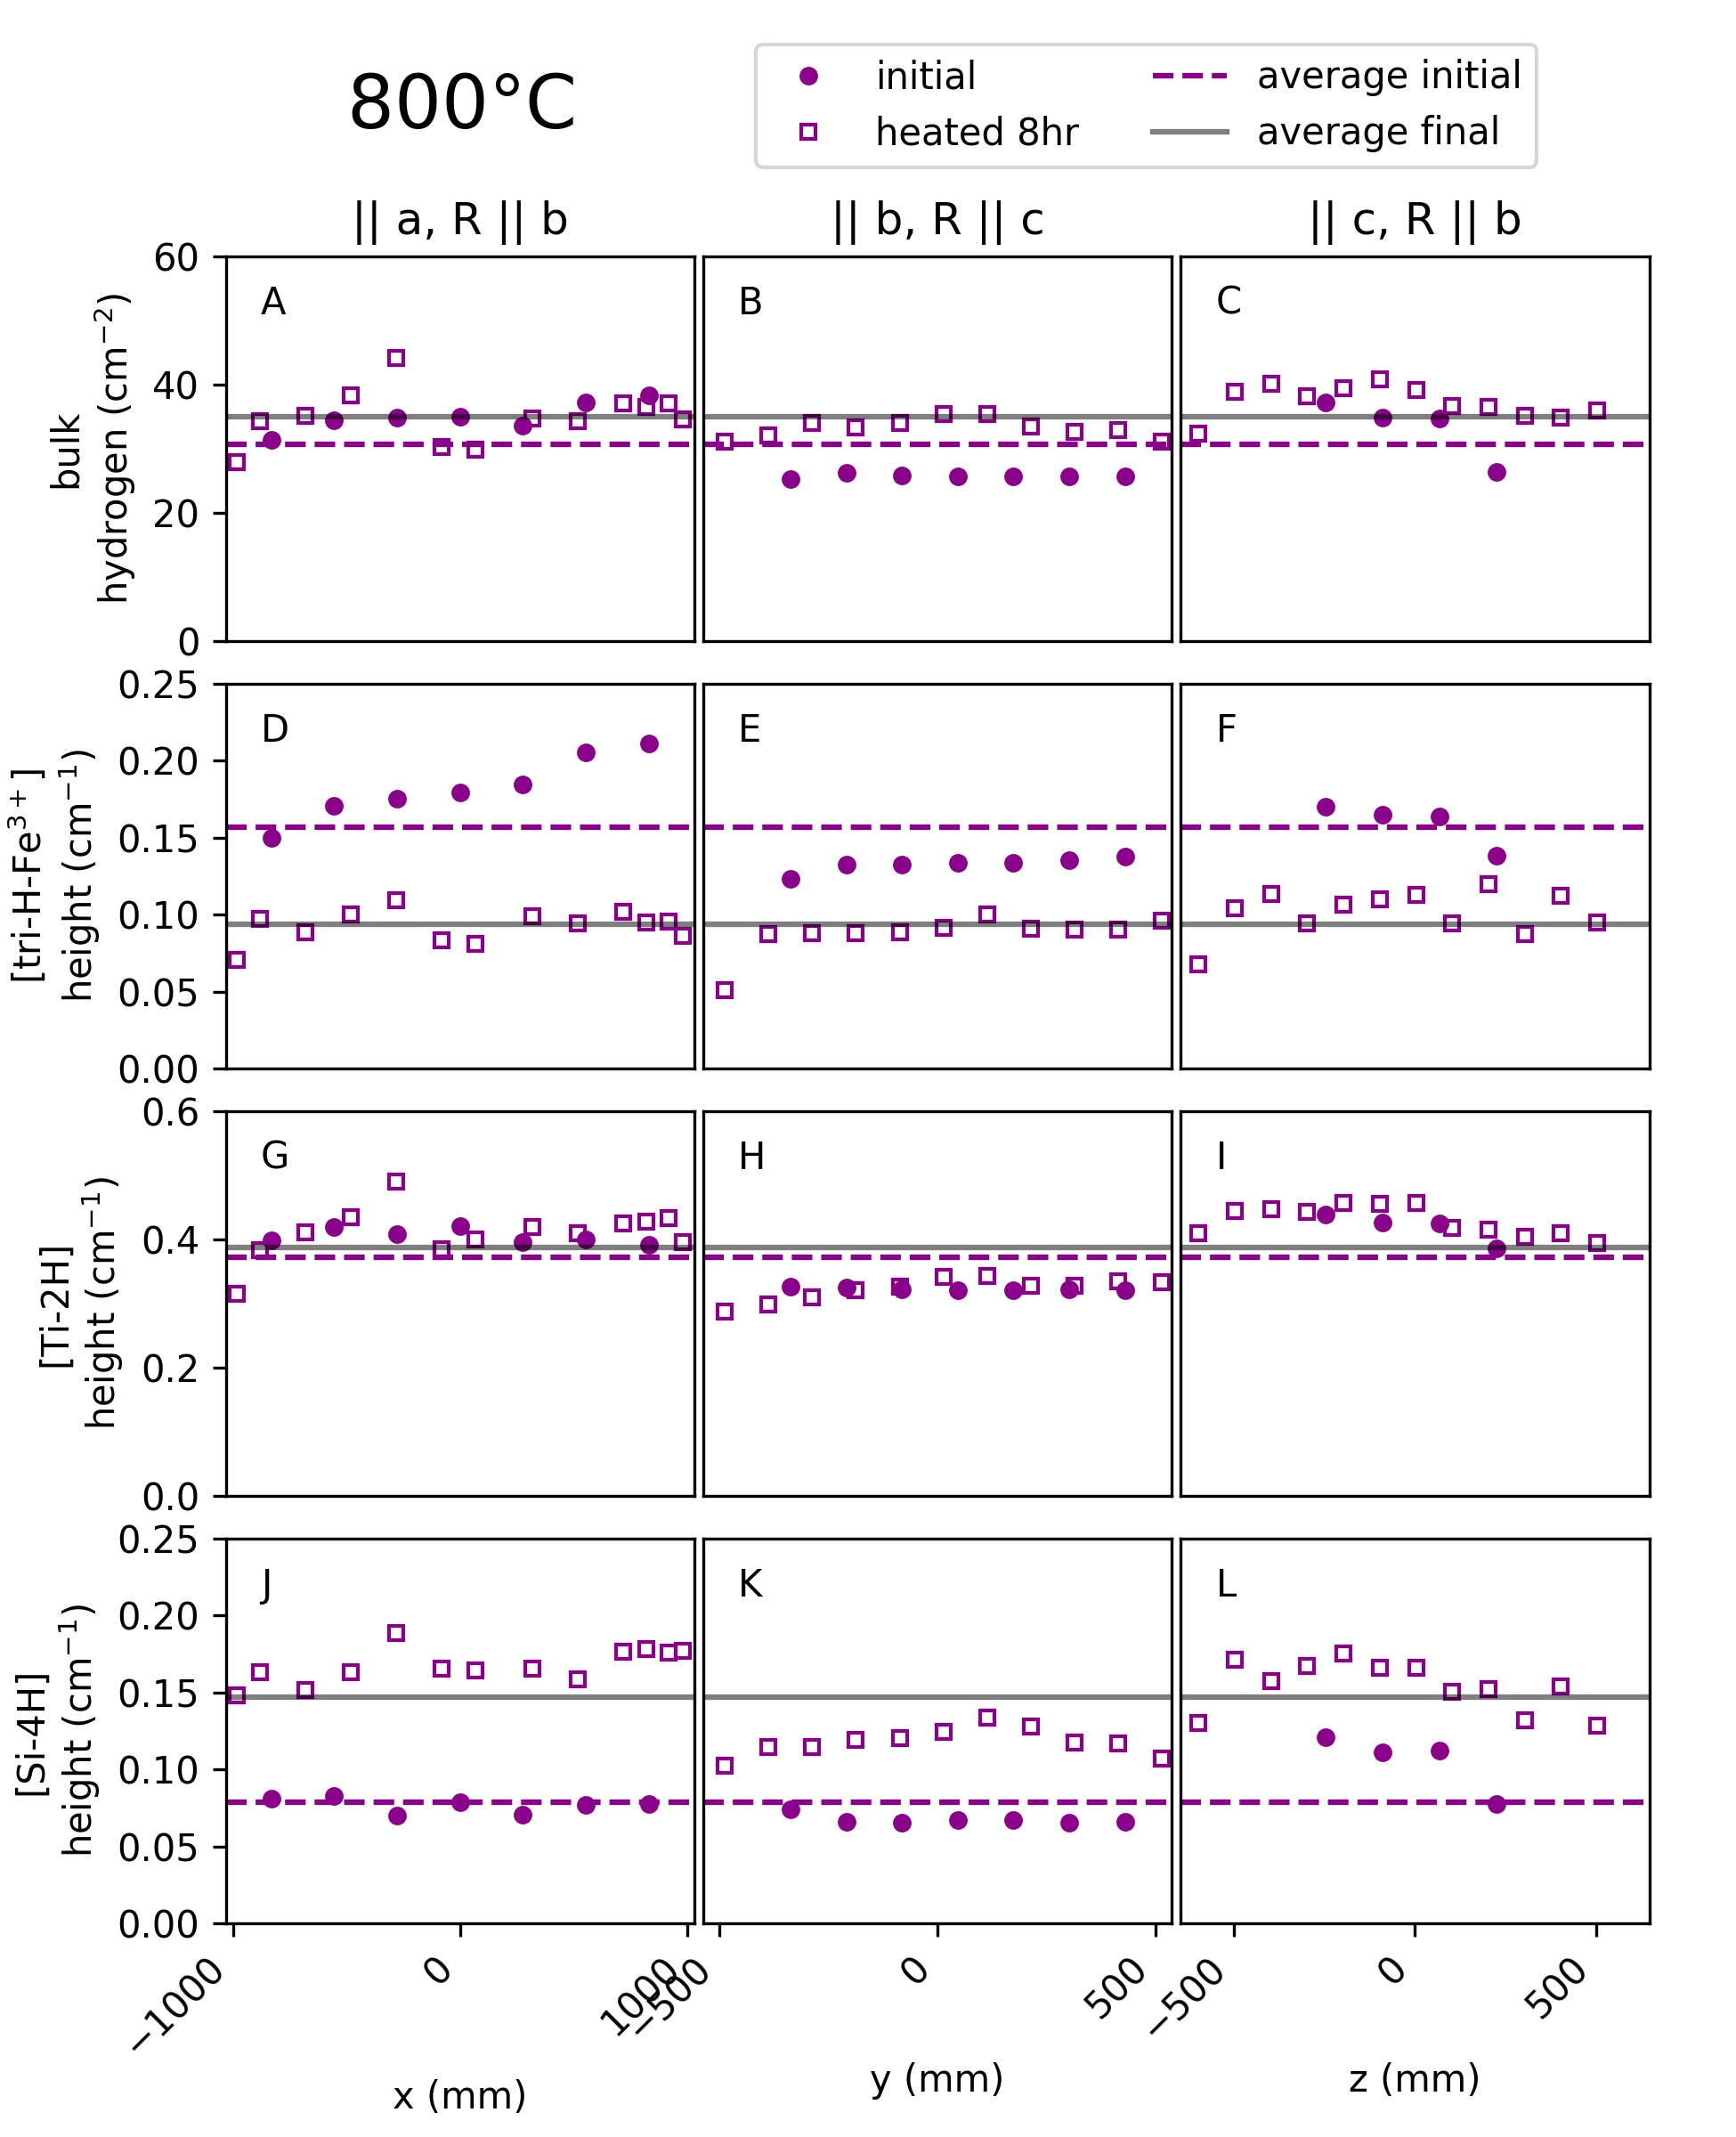 800°C
initial
heated 8hr
average initial
average final
|| a, R || b
|| b, R || c
|| c, R || b
bulk
hydrogen (cm⁻²)
60
40
20
0
A
B
C
[tri-H-Fe³⁺]
height (cm⁻¹)
0.25
0.20
0.15
0.10
0.05
0.00
D
E
F
[Ti-2H]
height (cm⁻¹)
0.6
0.4
0.2
0.0
G
H
I
[Si-4H]
height (cm⁻¹)
0.25
0.20
0.15
0.10
0.05
0.00
J
K
L
−1000
0
1000
−500
0
500
−500
0
500
x (mm)
y (mm)
z (mm)